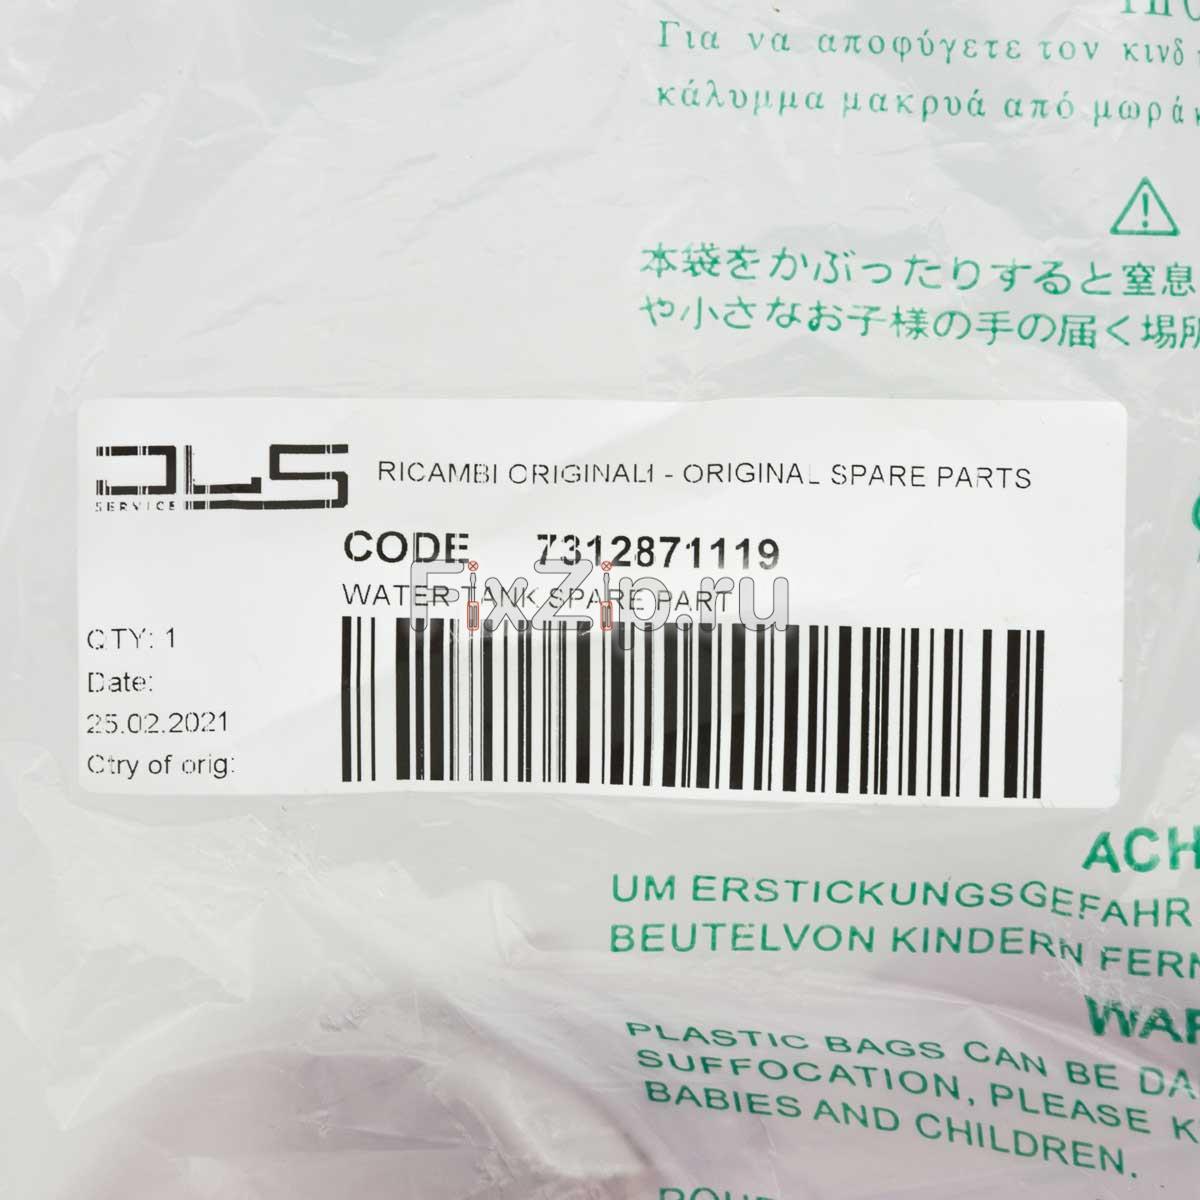 Για να αποφύγετε τον κινδ
κάλυμμα μακρυά από μωράκ
本袋をかぶったりすると窒息
や小さなお子様の手の届く場所
DLS
SERVICE
RICAMBI ORIGINALI - ORIGINAL SPARE PARTS
CODE 7312871119
WATER TANK SPARE PART
FixZip.ru
QTY: 1
Date:
25.02.2021
Ctry of orig:
ACH
UM ERSTICKUNGSGEFAHR
BEUTELVON KINDERN FERN
WAR
PLASTIC BAGS CAN BE DA
SUFFOCATION, PLEASE K
BABIES AND CHILDREN.
POUR